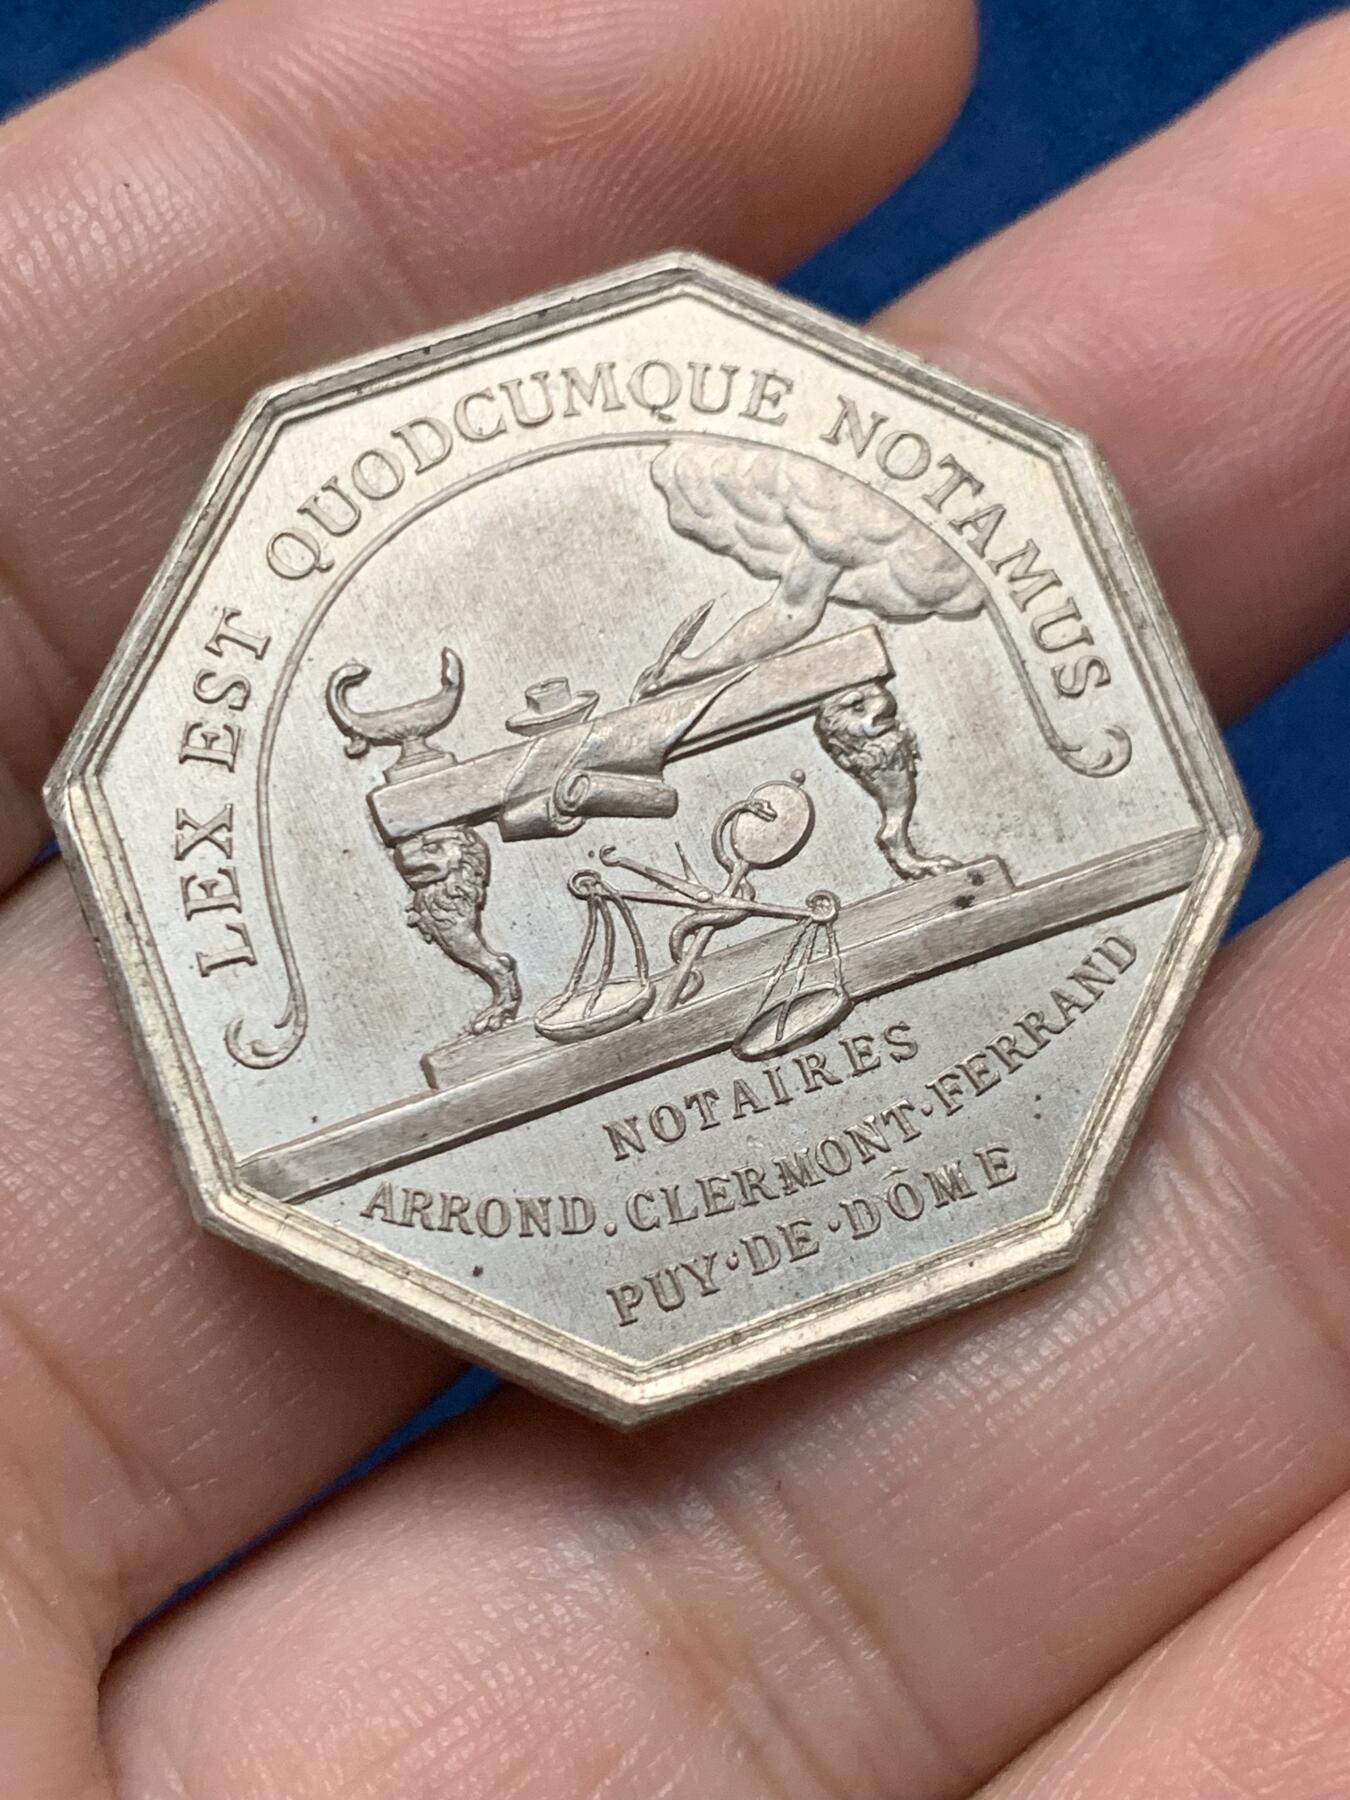 LEX EST QUODCUMQUE NOTAMUS
NOTAIRES
ARROND. CLERMONT·FERRAND
PUY·DE·DÔME